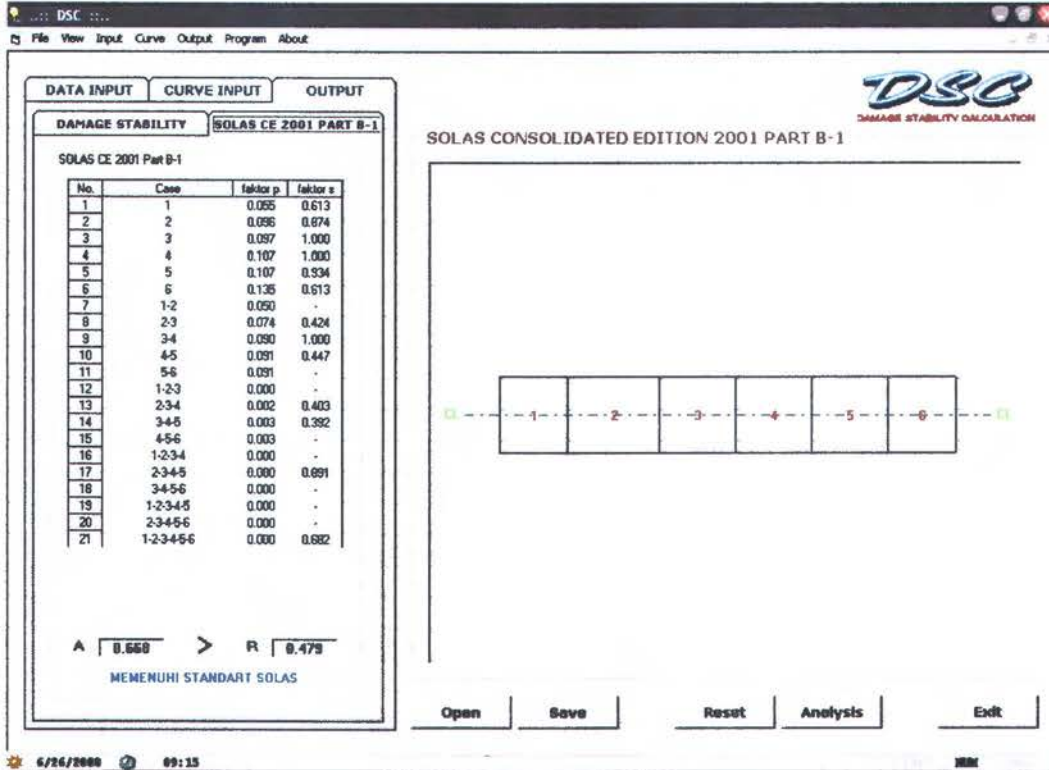 ..:: DSC ::..
File View Input Curve Output Program About
DATA INPUT CURVE INPUT OUTPUT
DAMAGE STABILITY SOLAS CE 2001 PART B-1
SOLAS CE 2001 Part B-1
No. Case faktor p faktor s
1 1 0.055 0.613
2 2 0.096 0.874
3 3 0.097 1.000
4 4 0.107 1.000
5 5 0.107 0.934
6 6 0.135 0.613
7 1-2 0.050 -
8 2-3 0.074 0.424
9 3-4 0.090 1.000
10 4-5 0.091 0.447
11 5-6 0.091 -
12 1-2-3 0.000 -
13 2-3-4 0.002 0.403
14 3-4-5 0.003 0.392
15 4-5-6 0.003 -
16 1-2-3-4 0.000 -
17 2-3-4-5 0.000 0.891
18 3-4-5-6 0.000 -
19 1-2-3-4-5 0.000 -
20 2-3-4-5-6 0.000 -
21 1-2-3-4-5-6 0.000 0.682
A 0.668 > R 0.479
MEMENUHI STANDART SOLAS
DSC
DAMAGE STABILITY CALCULATION
SOLAS CONSOLIDATED EDITION 2001 PART B-1
CL 1 2 3 4 5 6 CL
Open Save Reset Analysis Exit
6/26/2008 09:15 NUM